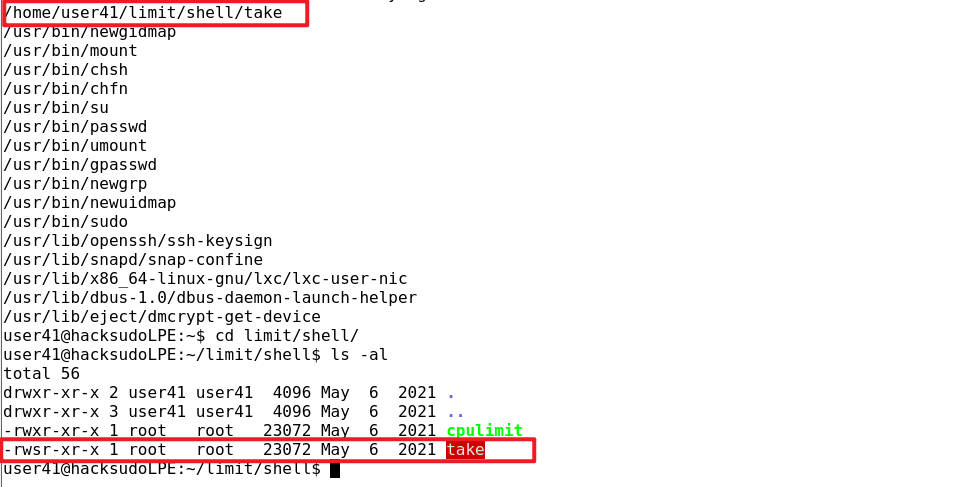 /home/user41/limit/shell/take
/usr/bin/newgidmap
/usr/bin/mount
/usr/bin/chsh
/usr/bin/chfn
/usr/bin/su
/usr/bin/passwd
/usr/bin/umount
/usr/bin/gpasswd
/usr/bin/newgrp
/usr/bin/newuidmap
/usr/bin/sudo
/usr/lib/openssh/ssh-keysign
/usr/lib/snapd/snap-confine
/usr/lib/x86_64-linux-gnu/lxc/lxc-user-nic
/usr/lib/dbus-1.0/dbus-daemon-launch-helper
/usr/lib/eject/dmcrypt-get-device
user41@hacksudoLPE:~$ cd limit/shell/
user41@hacksudoLPE:~/limit/shell$ ls -al
total 56
drwxr-xr-x 2 user41 user41  4096 May  6  2021 .
drwxr-xr-x 3 user41 user41  4096 May  6  2021 ..
-rwxr-xr-x 1 root   root   23072 May  6  2021 cpulimit
-rwsr-xr-x 1 root   root   23072 May  6  2021 take
user41@hacksudoLPE:~/limit/shell$